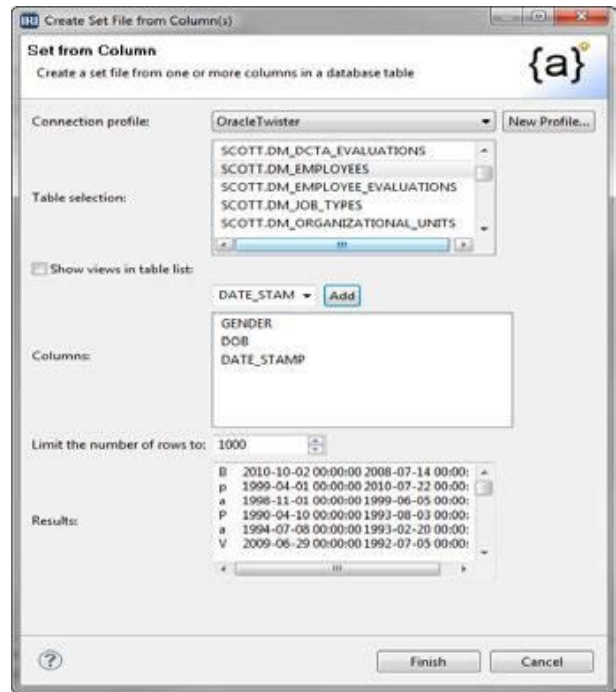 IRI Create Set File from Column(s)
Set from Column
Create a set file from one or more columns in a database table
{a}
Connection profile: OracleTwister New Profile...
Table selection:
SCOTT.DM_DCTA_EVALUATIONS
SCOTT.DM_EMPLOYEES
SCOTT.DM_EMPLOYEE_EVALUATIONS
SCOTT.DM_JOB_TYPES
SCOTT.DM_ORGANIZATIONAL_UNITS
Show views in table list:
DATE_STAM Add
Columns:
GENDER
DOB
DATE_STAMP
Limit the number of rows to: 1000
Results:
B 2010-10-02 00:00:00 2008-07-14 00:00:
p 1999-04-01 00:00:00 2010-07-22 00:00:
a 1998-11-01 00:00:00 1999-06-05 00:00:
P 1990-04-10 00:00:00 1993-08-03 00:00:
a 1994-07-08 00:00:00 1993-02-20 00:00:
V 2009-06-29 00:00:00 1992-07-05 00:00:
? Finish Cancel